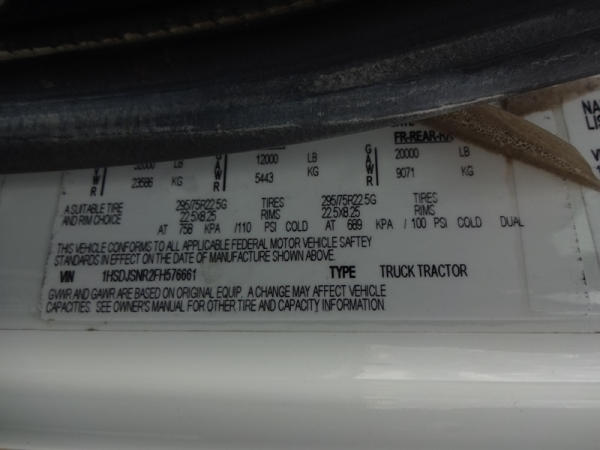 FR-REAR-RR
LB G 12000 LB G 20000 LB
23586 KG 5443 KG 9071 KG
A SUITABLE TIRE 295/75R22.5G TIRES 295/75R22.5G TIRES
AND RIM CHOICE 22.5X8.25 RIMS 22.5X8.25 RIMS
AT 758 KPA /110 PSI COLD AT 689 KPA / 100 PSI COLD DUAL
THIS VEHICLE CONFORMS TO ALL APPLICABLE FEDERAL MOTOR VEHICLE SAFTEY
STANDARDS IN EFFECT ON THE DATE OF MANUFACTURE SHOWN ABOVE.
VIN 1HSDJSNR2FH576661 TYPE TRUCK TRACTOR
GVWR AND GAWR ARE BASED ON ORIGINAL EQUIP. A CHANGE MAY AFFECT VEHICLE
CAPACITIES. SEE OWNER'S MANUAL FOR OTHER TIRE AND CAPACITY INFORMATION.
NA
LIS